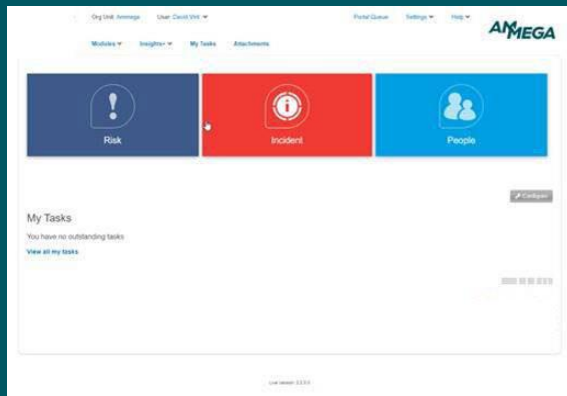 Org Unit: Ammega User: David Vint Portal Queue Settings Help
AMMEGA
Modules Insights+ My Tasks Attachments
Risk
Incident
People
Configure
My Tasks
You have no outstanding tasks
View all my tasks